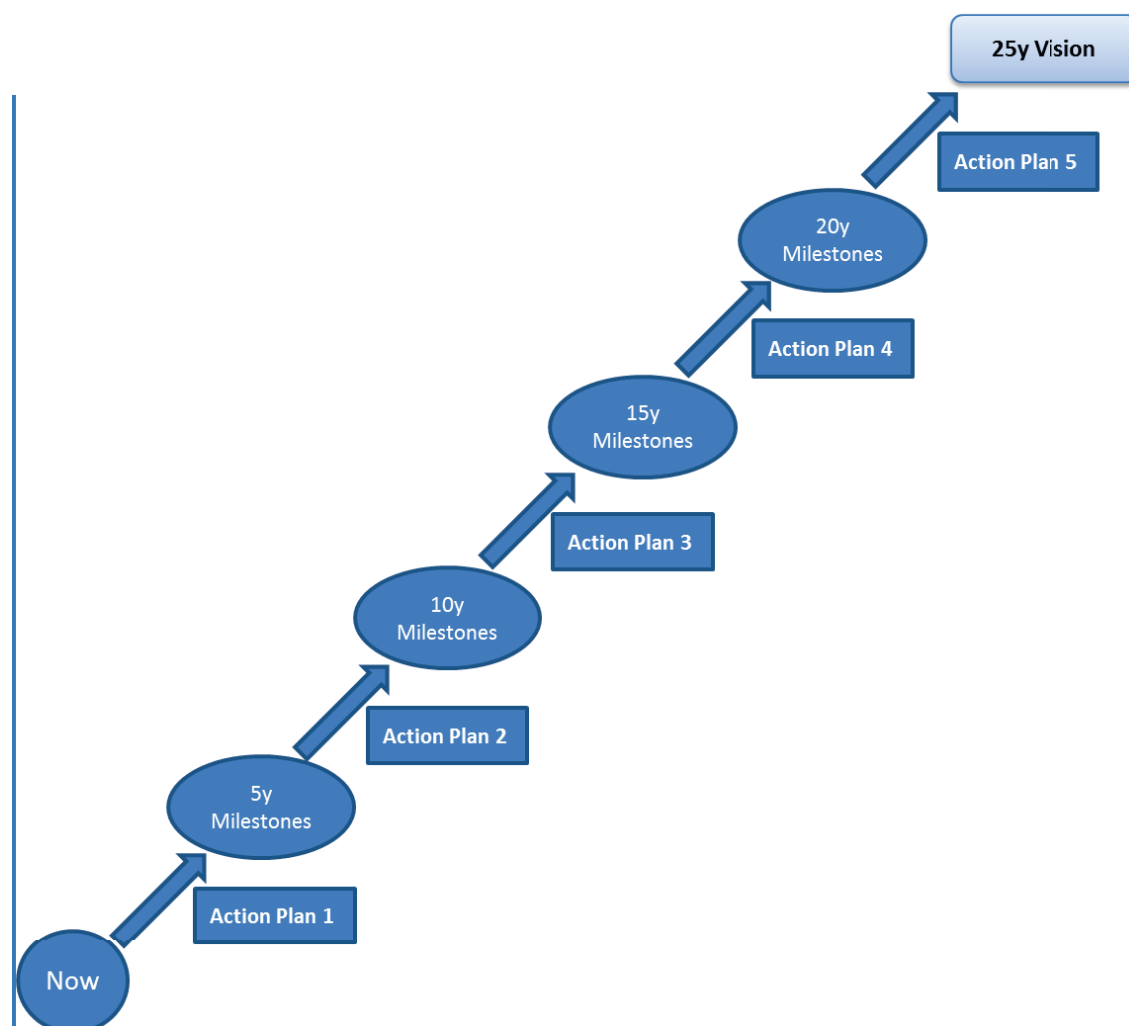 25y Vision
Action Plan 5
20y
Milestones
Action Plan 4
15y
Milestones
Action Plan 3
10y
Milestones
Action Plan 2
5y
Milestones
Action Plan 1
Now